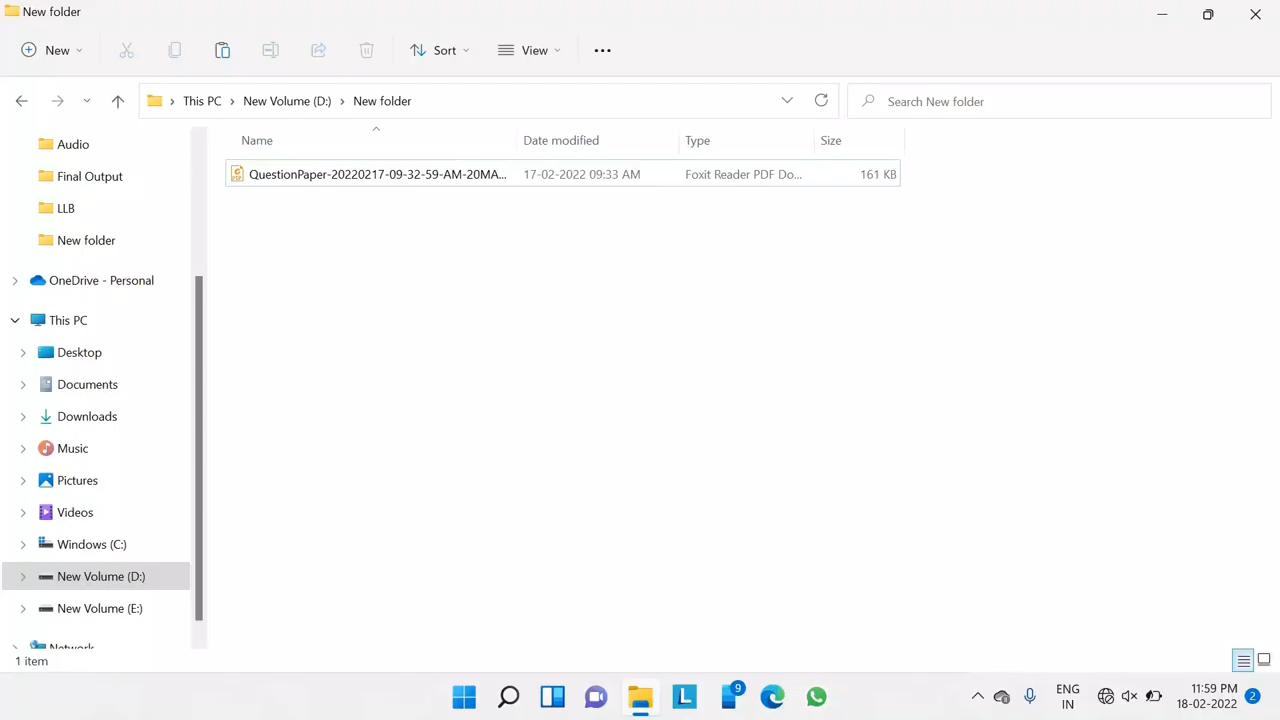 New folder
New
Sort
View
This PC
New Volume (D:)
New folder
Search New folder
Name
Date modified
Type
Size
QuestionPaper-20220217-09-32-59-AM-20MA...
17-02-2022 09:33 AM
Foxit Reader PDF Do...
161 KB
Audio
Final Output
LLB
New folder
OneDrive - Personal
This PC
Desktop
Documents
Downloads
Music
Pictures
Videos
Windows (C:)
New Volume (D:)
New Volume (E:)
Network
1 item
L
9
ENG
IN
11:59 PM
18-02-2022
2